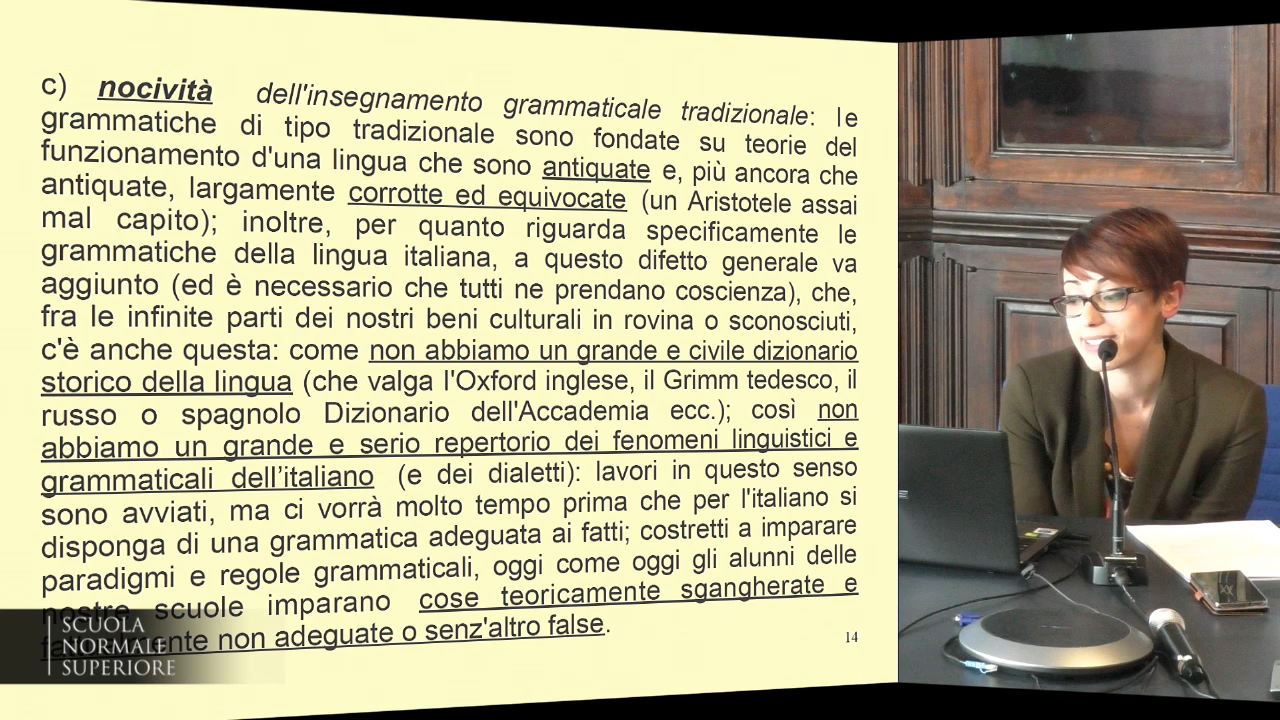 c) nocività dell'insegnamento grammaticale tradizionale: le
grammatiche di tipo tradizionale sono fondate su teorie del
funzionamento d'una lingua che sono antiquate e, più ancora che
antiquate, largamente corrotte ed equivocate (un Aristotele assai
mal capito); inoltre, per quanto riguarda specificamente le
grammatiche della lingua italiana, a questo difetto generale va
aggiunto (ed è necessario che tutti ne prendano coscienza), che,
fra le infinite parti dei nostri beni culturali in rovina o sconosciuti,
c'è anche questa: come non abbiamo un grande e civile dizionario
storico della lingua (che valga l'Oxford inglese, il Grimm tedesco, il
russo o spagnolo Dizionario dell'Accademia ecc.); così non
abbiamo un grande e serio repertorio dei fenomeni linguistici e
grammaticali dell’italiano (e dei dialetti): lavori in questo senso
sono avviati, ma ci vorrà molto tempo prima che per l'italiano si
disponga di una grammatica adeguata ai fatti; costretti a imparare
paradigmi e regole grammaticali, oggi come oggi gli alunni delle
nostre scuole imparano cose teoricamente sgangherate e
non adeguate o senz'altro false.
14
SCUOLA
NORMALE
SUPERIORE